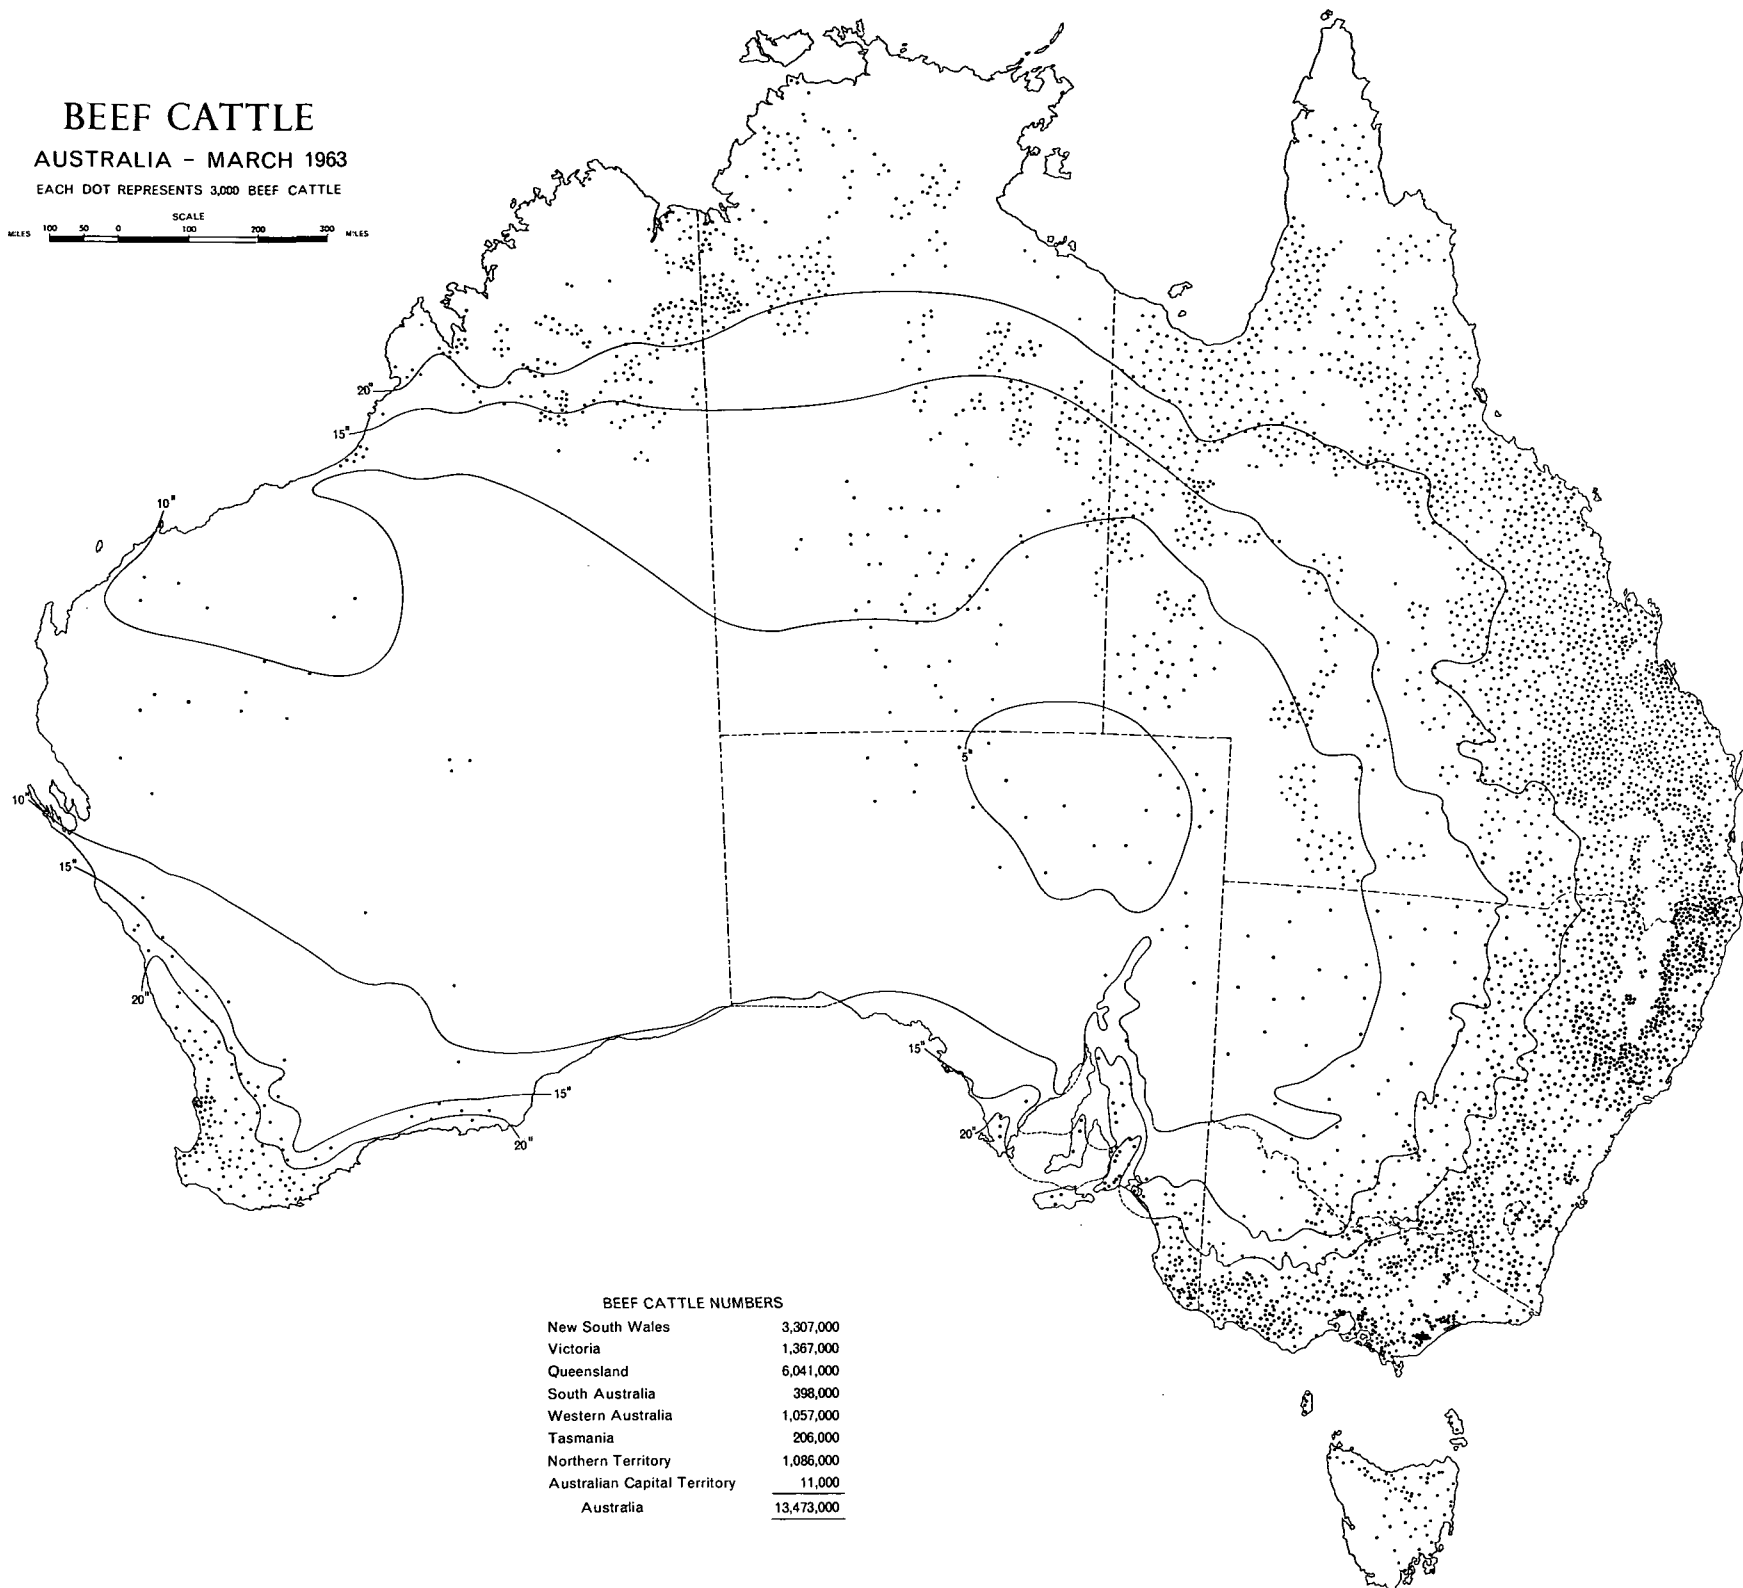 BEEF CATTLE
AUSTRALIA - MARCH 1963
EACH DOT REPRESENTS 3,000 BEEF CATTLE
SCALE
MILES 100 50 0 100 200 300 MILES
20"
15"
10"
5"
10"
15"
20"
15"
15"
20"
20"
BEEF CATTLE NUMBERS
New South Wales 3,307,000
Victoria 1,367,000
Queensland 6,041,000
South Australia 398,000
Western Australia 1,057,000
Tasmania 206,000
Northern Territory 1,086,000
Australian Capital Territory 11,000
Australia 13,473,000